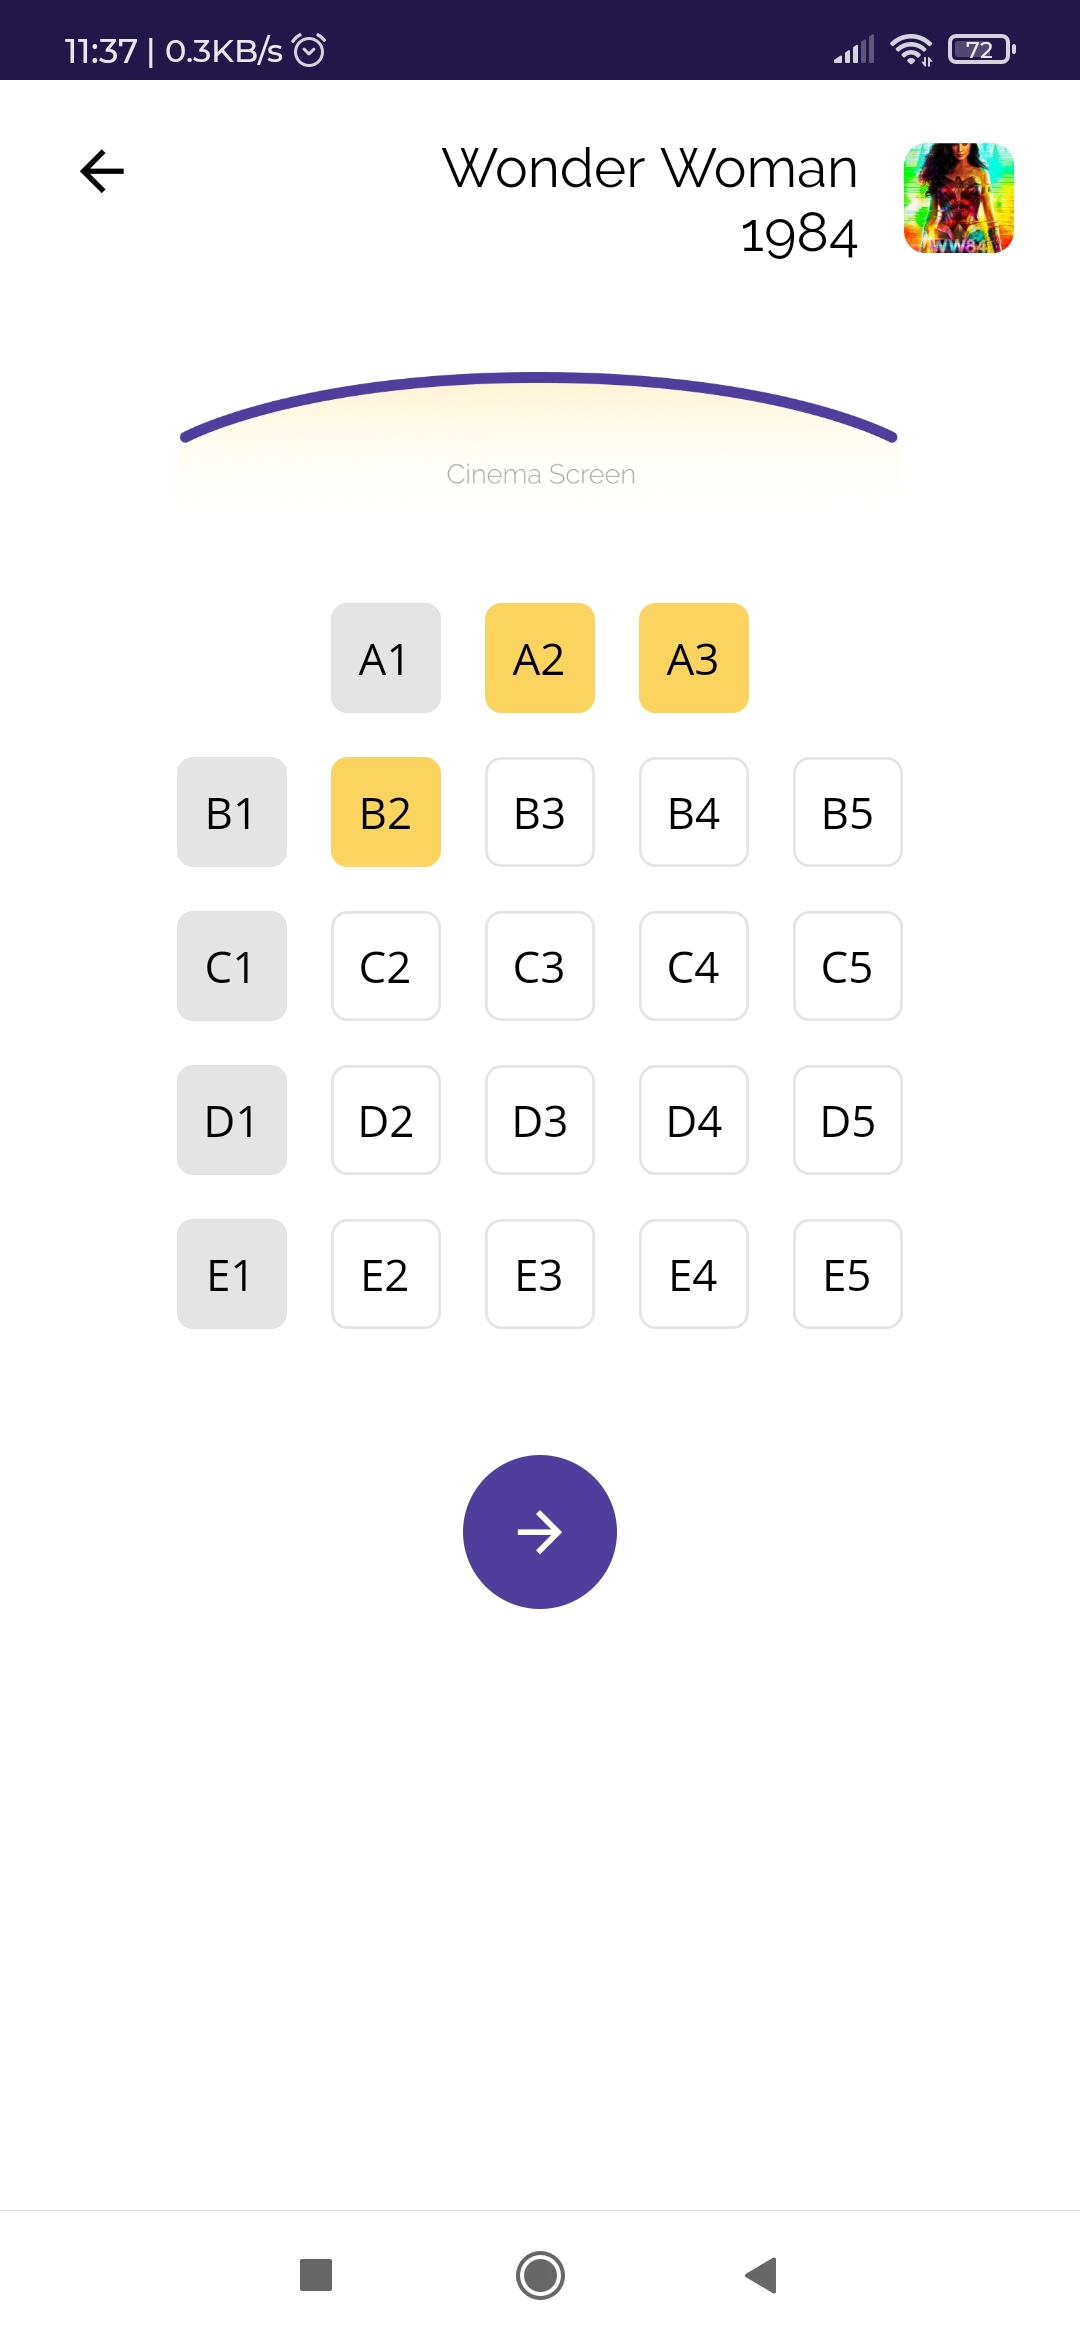 11:37 | 0.3KB/s
72
Wonder Woman
1984
WW84
Cinema Screen
A1 A2 A3
B1 B2 B3 B4 B5
C1 C2 C3 C4 C5
D1 D2 D3 D4 D5
E1 E2 E3 E4 E5